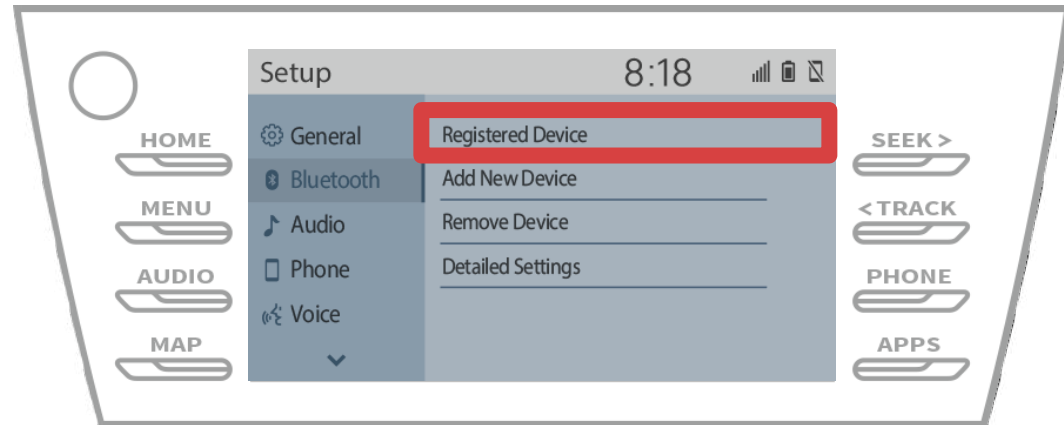 Setup 8:18
HOME
MENU
AUDIO
MAP
General
Bluetooth
Audio
Phone
Voice
Registered Device
Add New Device
Remove Device
Detailed Settings
SEEK >
< TRACK
PHONE
APPS